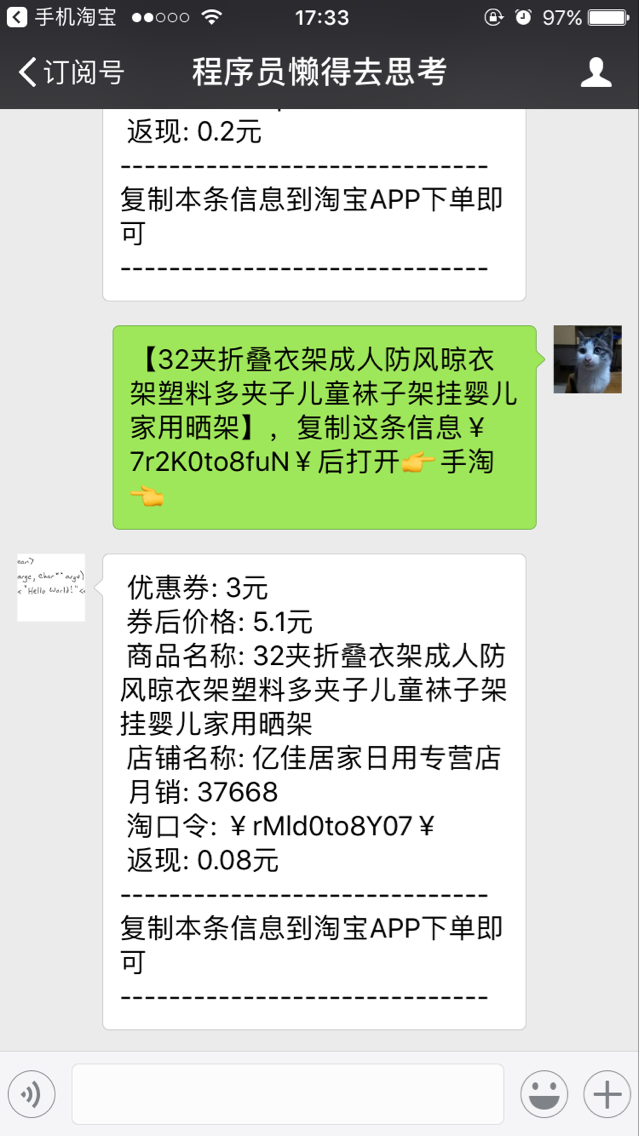 手机淘宝 17:33 97%
订阅号 程序员懒得去思考
返现: 0.2元
------------------------------
复制本条信息到淘宝APP下单即
可
------------------------------
【32夹折叠衣架成人防风晾衣
架塑料多夹子儿童袜子架挂婴儿
家用晒架】，复制这条信息￥
7r2K0to8fuN￥后打开👉手淘
👈
argc, char**argv)
"Hello World!"
优惠券: 3元
券后价格: 5.1元
商品名称: 32夹折叠衣架成人防
风晾衣架塑料多夹子儿童袜子架
挂婴儿家用晒架
店铺名称: 亿佳居家日用专营店
月销: 37668
淘口令: ￥rMld0to8Y07￥
返现: 0.08元
------------------------------
复制本条信息到淘宝APP下单即
可
------------------------------